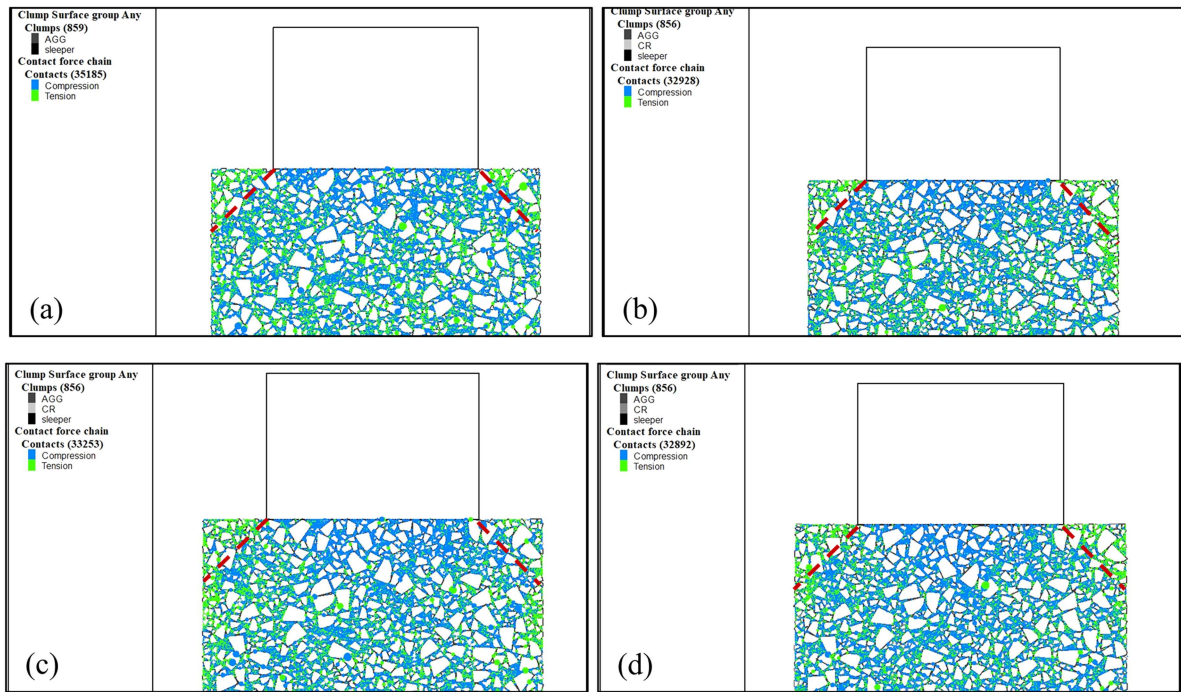 Clump Surface group Any
Clumps (859)
AGG
sleeper
Contact force chain
Contacts (35185)
Compression
Tension
(a)
Clump Surface group Any
Clumps (856)
AGG
CR
sleeper
Contact force chain
Contacts (32928)
Compression
Tension
(b)
Clump Surface group Any
Clumps (856)
AGG
CR
sleeper
Contact force chain
Contacts (33253)
Compression
Tension
(c)
Clump Surface group Any
Clumps (856)
AGG
CR
sleeper
Contact force chain
Contacts (32892)
Compression
Tension
(d)